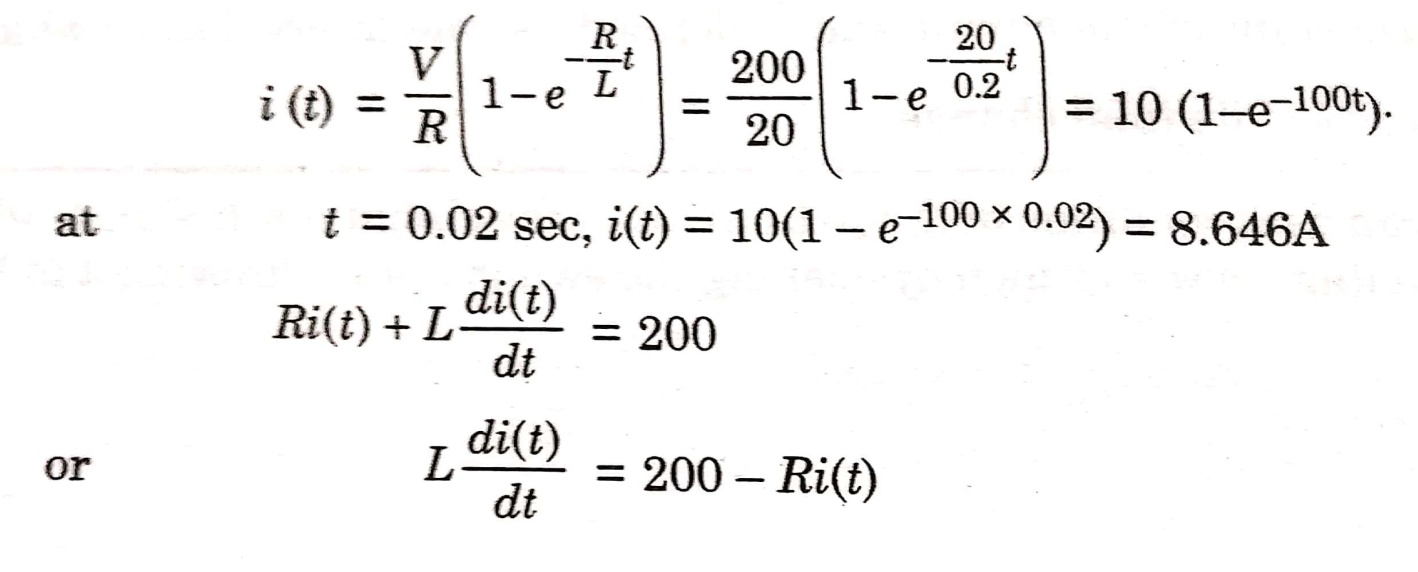 i (t) = V/R (1–e^{–R/L t}) = 200/20 (1–e^{–20/0.2 t}) = 10 (1–e^{–100t}).
at t = 0.02 sec, i(t) = 10(1 – e^{–100 × 0.02}) = 8.646A
Ri(t) + L di(t)/dt = 200
or L di(t)/dt = 200 – Ri(t)